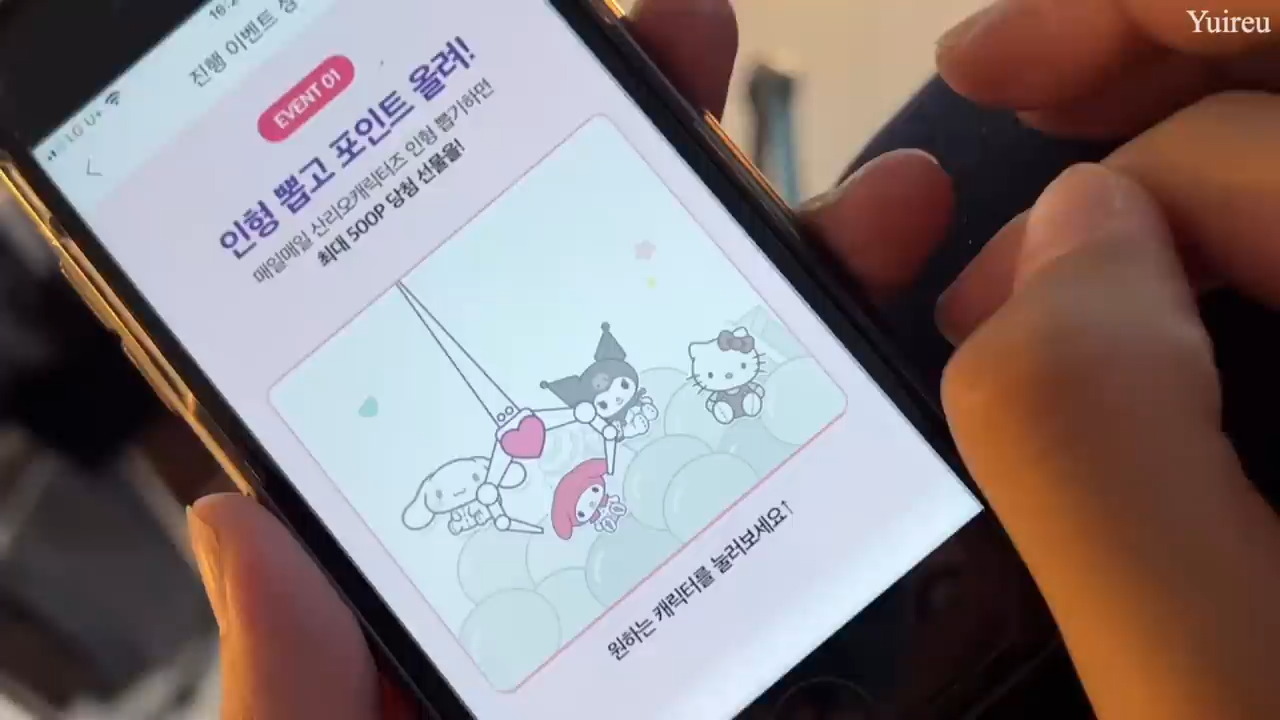 Yuireu
LG U+
진행 이벤트
EVENT 01
인형 뽑고 포인트 올려!
매일매일 산리오캐릭터즈 인형 뽑기하면
최대 500P 당첨 선물을!
원하는 캐릭터를 눌러보세요↑